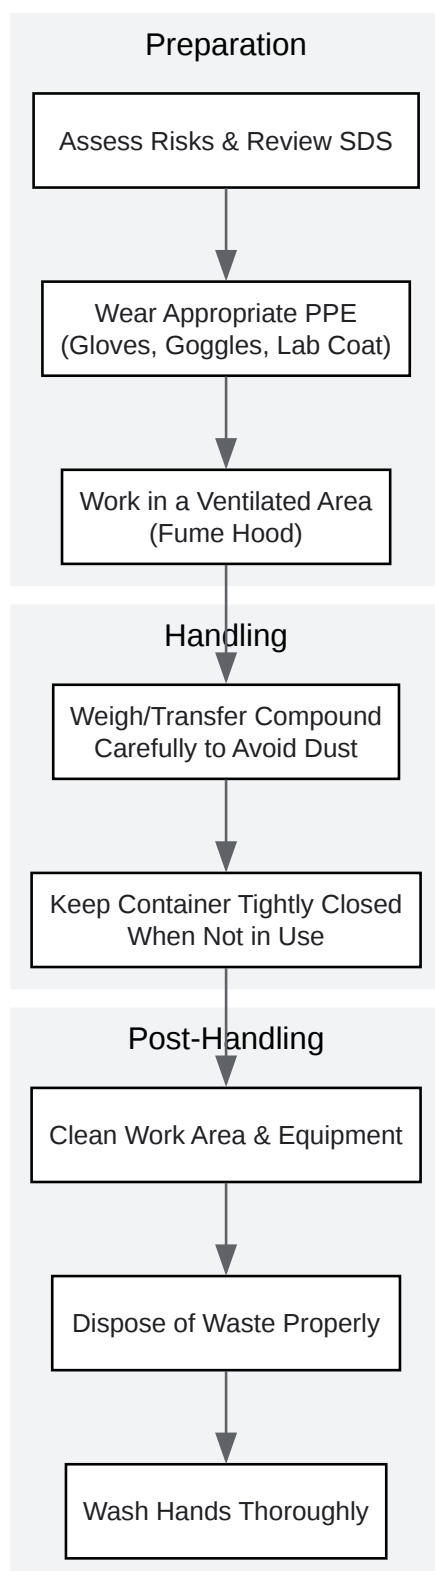 Preparation
Assess Risks & Review SDS
Wear Appropriate PPE
(Gloves, Goggles, Lab Coat)
Work in a Ventilated Area
(Fume Hood)
Handling
Weigh/Transfer Compound
Carefully to Avoid Dust
Keep Container Tightly Closed
When Not in Use
Post-Handling
Clean Work Area & Equipment
Dispose of Waste Properly
Wash Hands Thoroughly